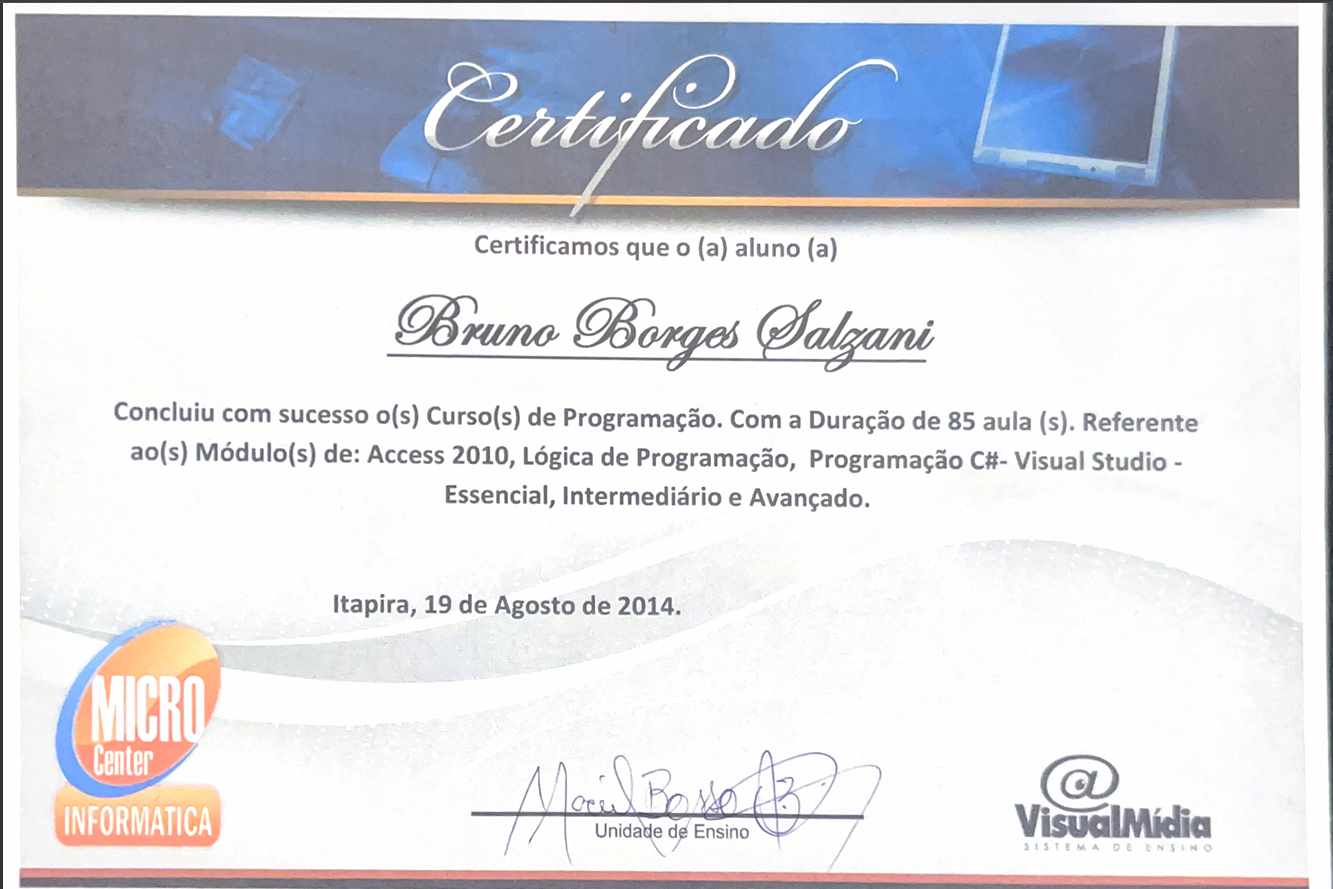 Certificado
Certificamos que o (a) aluno (a)
Bruno Borges Salzani
Concluiu com sucesso o(s) Curso(s) de Programação. Com a Duração de 85 aula (s). Referente
ao(s) Módulo(s) de: Access 2010, Lógica de Programação, Programação C#- Visual Studio -
Essencial, Intermediário e Avançado.
Itapira, 19 de Agosto de 2014.
MICRO
Center
INFORMÁTICA
Unidade de Ensino
@
VisualMídia
SISTEMA DE ENSINO